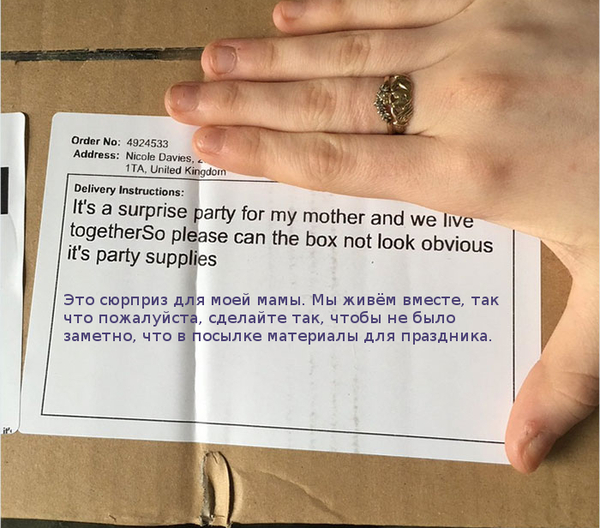 Order No: 4924533
Address: Nicole Davies,
1TA, United Kingdom
Delivery Instructions:
It's a surprise party for my mother and we live
togetherSo please can the box not look obvious
it's party supplies
Это сюрприз для моей мамы. Мы живём вместе, так
что пожалуйста, сделайте так, чтобы не было
заметно, что в посылке материалы для праздника.